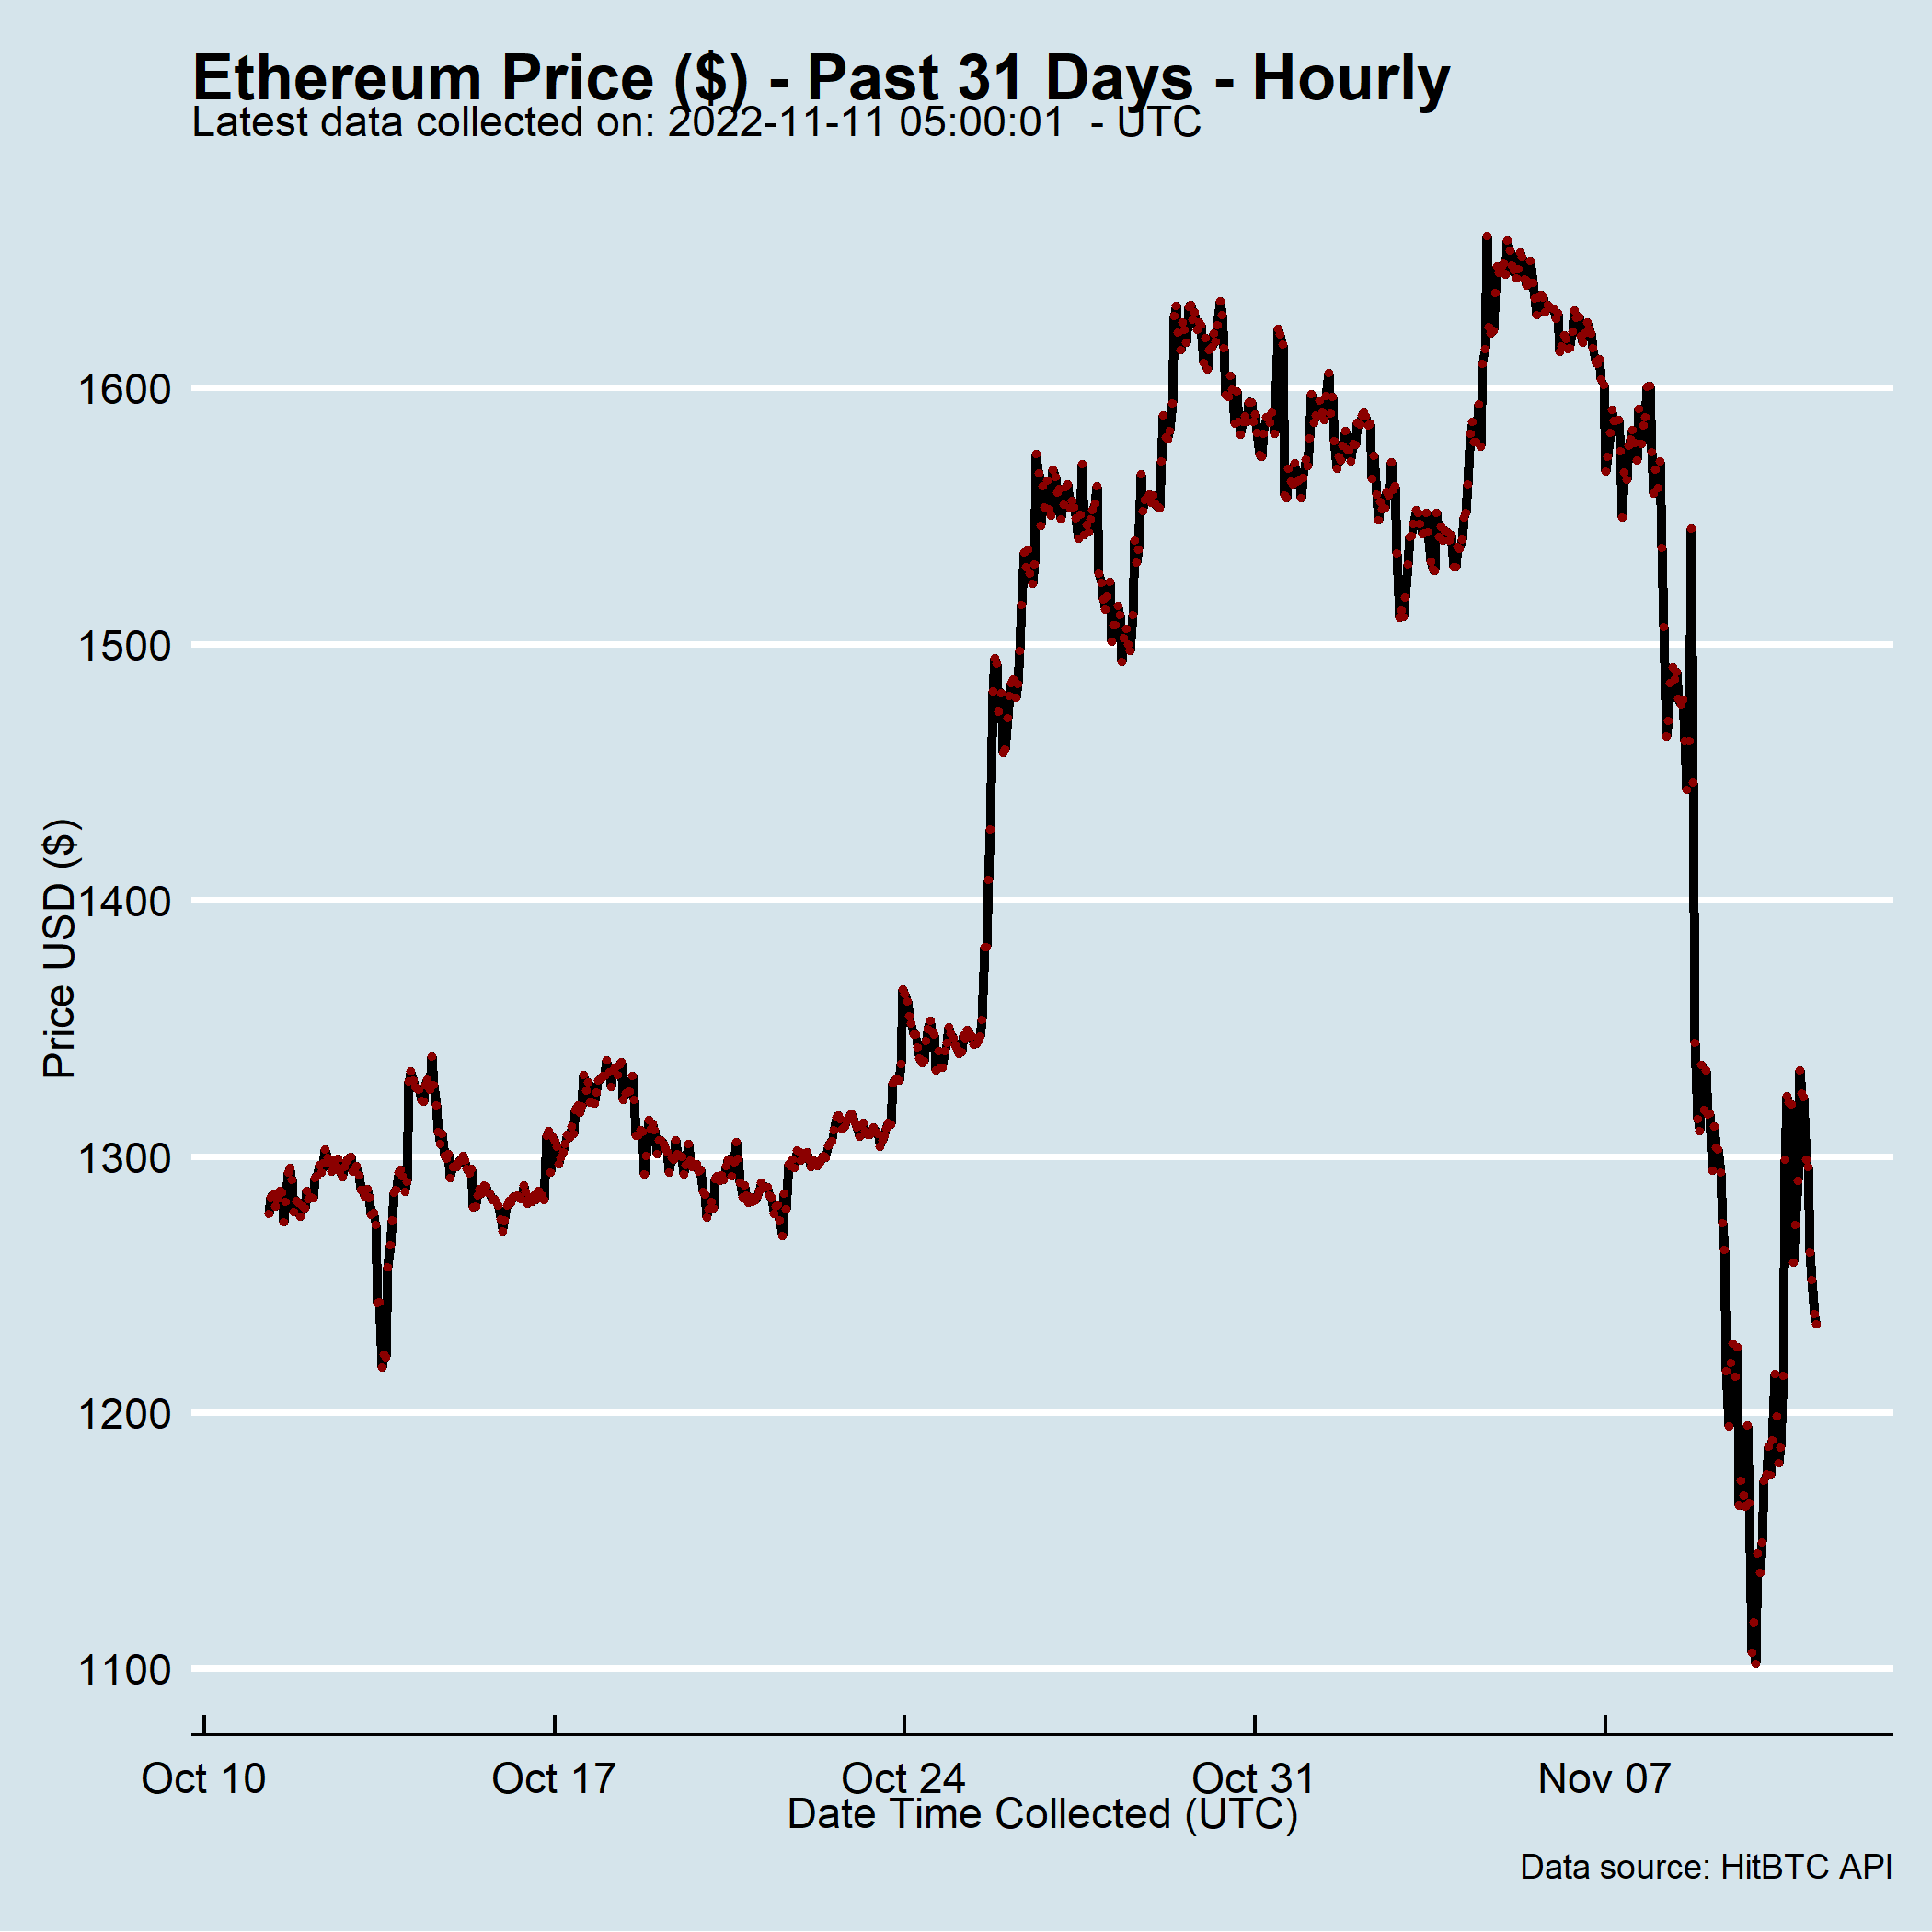 Ethereum Price ($) - Past 31 Days - Hourly
Latest data collected on: 2022-11-11 05:00:01  - UTC
Price USD ($)
1600
1500
1400
1300
1200
1100
Oct 10 Oct 17 Oct 24 Oct 31 Nov 07
Date Time Collected (UTC)
Data source: HitBTC API